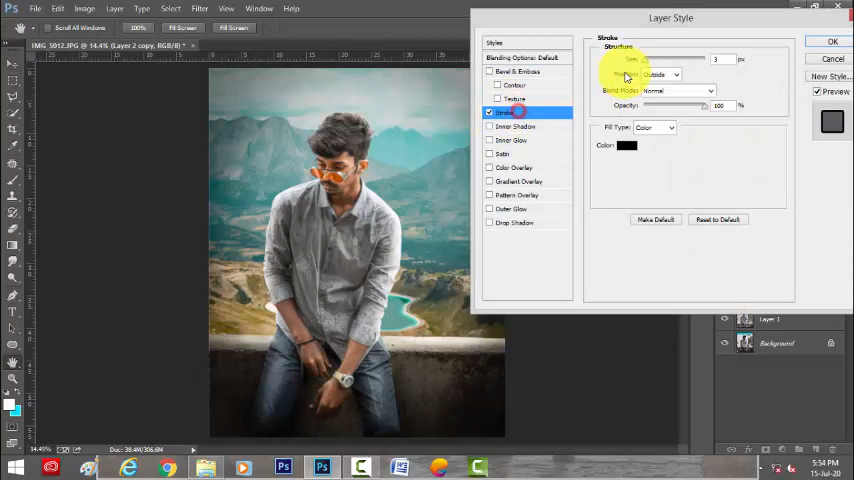 Ps File Edit Image Layer Type Select Filter View Window Help
Scroll All Windows 100% Fit Screen Fill Screen
IMG_5012.JPG @ 14.4% (Layer 2 copy, RGB/8) *
Layer Style
Styles
Blending Options: Default
Bevel & Emboss
Contour
Texture
Stroke
Inner Shadow
Inner Glow
Satin
Color Overlay
Gradient Overlay
Pattern Overlay
Outer Glow
Drop Shadow
Stroke
Structure
Size: 3 px
Position: Outside
Blend Mode: Normal
Opacity: 100 %
Fill Type: Color
Color:
Make Default Reset to Default
OK
Cancel
New Style...
Preview
Layer 1
Background
14.45% Doc: 38.4M/306.6M
5:54 PM
15-Jul-20